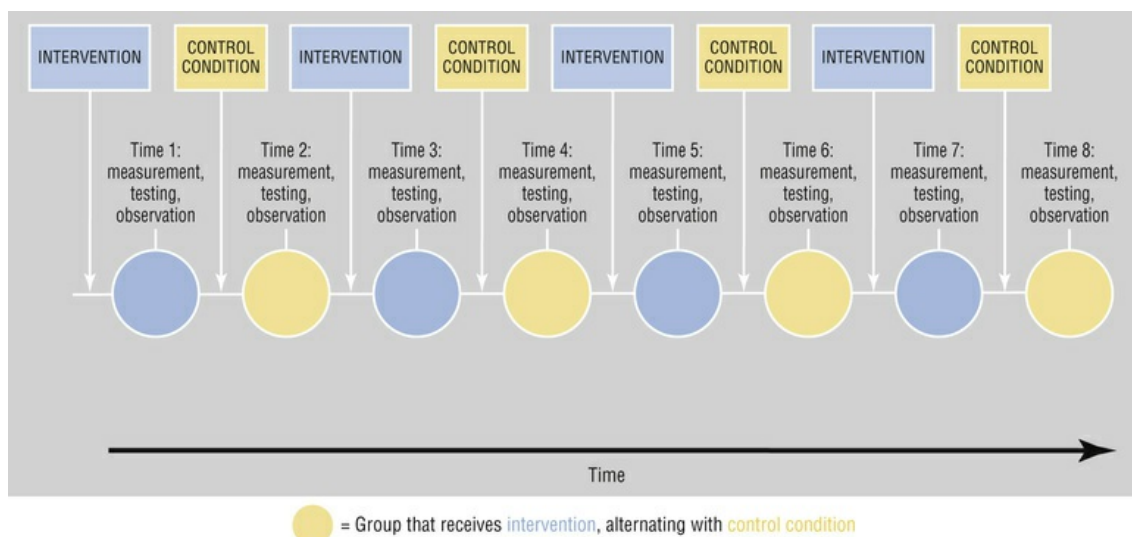 INTERVENTION
CONTROL
CONDITION
INTERVENTION
CONTROL
CONDITION
INTERVENTION
CONTROL
CONDITION
INTERVENTION
CONTROL
CONDITION
Time 1:
measurement,
testing,
observation
Time 2:
measurement,
testing,
observation
Time 3:
measurement,
testing,
observation
Time 4:
measurement,
testing,
observation
Time 5:
measurement,
testing,
observation
Time 6:
measurement,
testing,
observation
Time 7:
measurement,
testing,
observation
Time 8:
measurement,
testing,
observation
Time
= Group that receives intervention, alternating with control condition